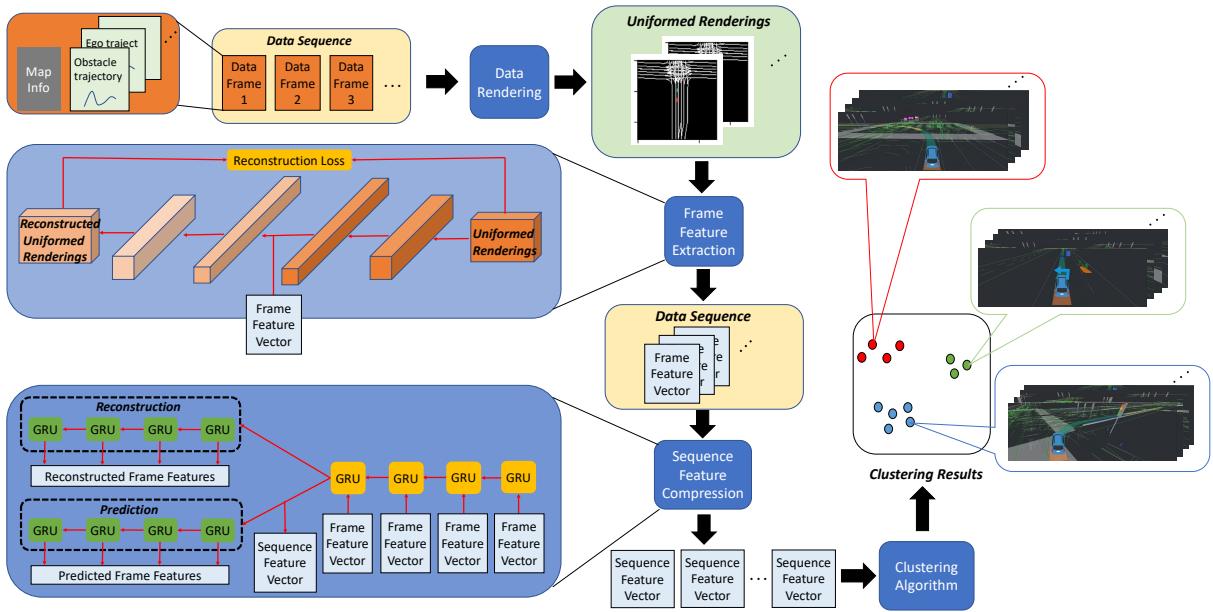 Map
Info
Ego traject
Obstacle
trajectory
Data Sequence
Data
Frame
1
Data
Frame
2
Data
Frame
3
...
Data
Rendering
Uniformed Renderings
Reconstruction Loss
Reconstructed
Uniformed
Renderings
Uniformed
Renderings
Frame
Feature
Vector
Frame
Feature
Extraction
Data Sequence
Frame
Feature
Vector
Reconstruction
GRU
GRU
GRU
GRU
Reconstructed Frame Features
Prediction
GRU
GRU
GRU
GRU
Predicted Frame Features
GRU
GRU
GRU
GRU
Sequence
Feature
Vector
Frame
Feature
Vector
Frame
Feature
Vector
Frame
Feature
Vector
Frame
Feature
Vector
Sequence
Feature
Compression
Sequence
Feature
Vector
Sequence
Feature
Vector
...
Sequence
Feature
Vector
Clustering
Algorithm
Clustering Results